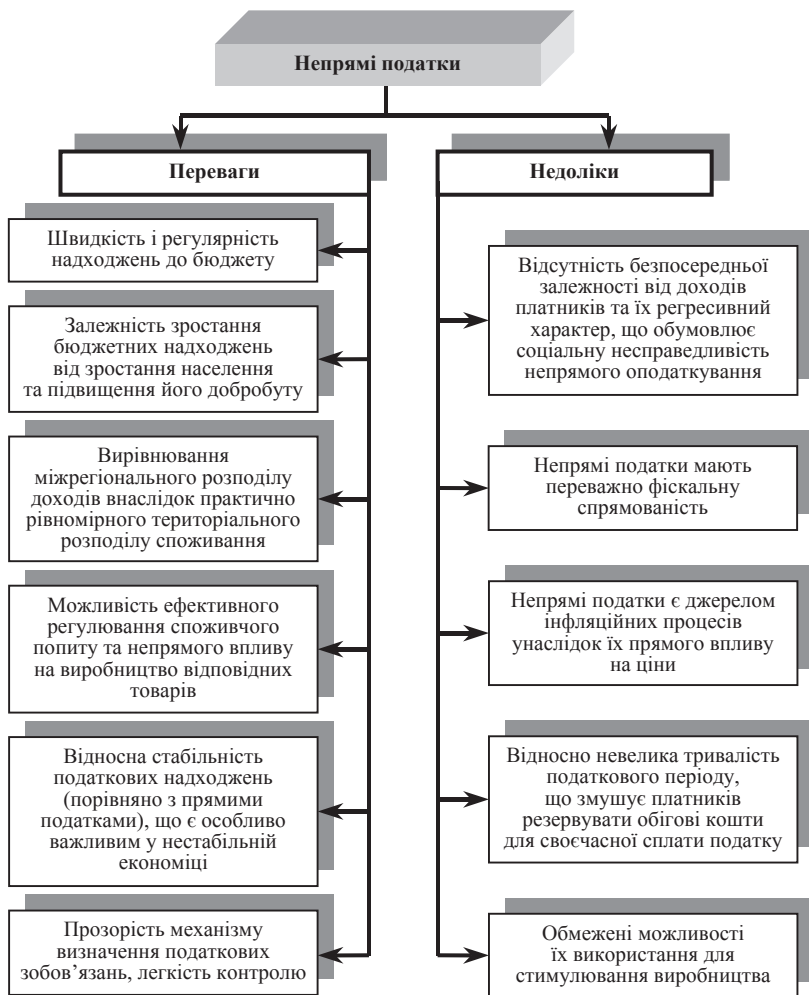 Непрямі податки
Переваги
Швидкість і регулярність
надходжень до бюджету
Залежність зростання
бюджетних надходжень
від зростання населення
та підвищення його добробуту
Вирівнювання
міжрегіонального розподілу
доходів внаслідок практично
рівномірного територіального
розподілу споживання
Можливість ефективного
регулювання споживчого
попиту та непрямого впливу
на виробництво відповідних
товарів
Відносна стабільність
податкових надходжень
(порівняно з прямими
податками), що є особливо
важливим у нестабільній
економіці
Прозорість механізму
визначення податкових
зобов’язань, легкість контролю
Недоліки
Відсутність безпосередньої
залежності від доходів
платників та їх регресивний
характер, що обумовлює
соціальну несправедливість
непрямого оподаткування
Непрямі податки мають
переважно фіскальну
спрямованість
Непрямі податки є джерелом
інфляційних процесів
унаслідок їх прямого впливу
на ціни
Відносно невелика тривалість
податкового періоду,
що змушує платників
резервувати обігові кошти
для своєчасної сплати податку
Обмежені можливості
їх використання для
стимулювання виробництва